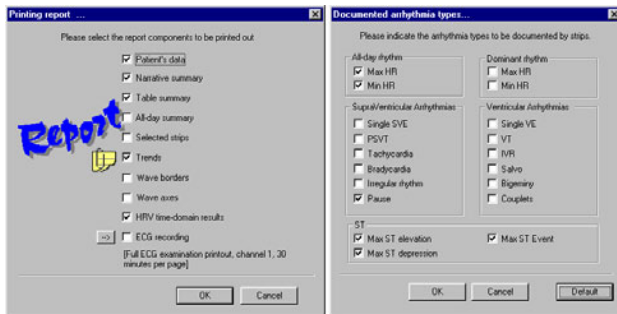 Printing report ...
Please select the report components to be printed out
Patient's data
Narrative summary
Table summary
All-day summary
Selected strips
Trends
Wave borders
Wave axes
HRV time-domain results
ECG recording
[Full ECG examination printout, channel 1, 30
minutes per page]
Report
-->
OK
Cancel
Documented arrhythmia types...
Please indicate the arrhythmia types to be documented by strips.
All-day rhythm
Max HR
Min HR
Dominant rhythm
Max HR
Min HR
SupraVentricular Arrhythmias
Single SVE
PSVT
Tachycardia
Bradycardia
Irregular rhythm
Pause
Ventricular Arrhythmias
Single VE
VT
IVR
Salvo
Bigeminy
Couplets
ST
Max ST elevation
Max ST Event
Max ST depression
OK
Cancel
Default